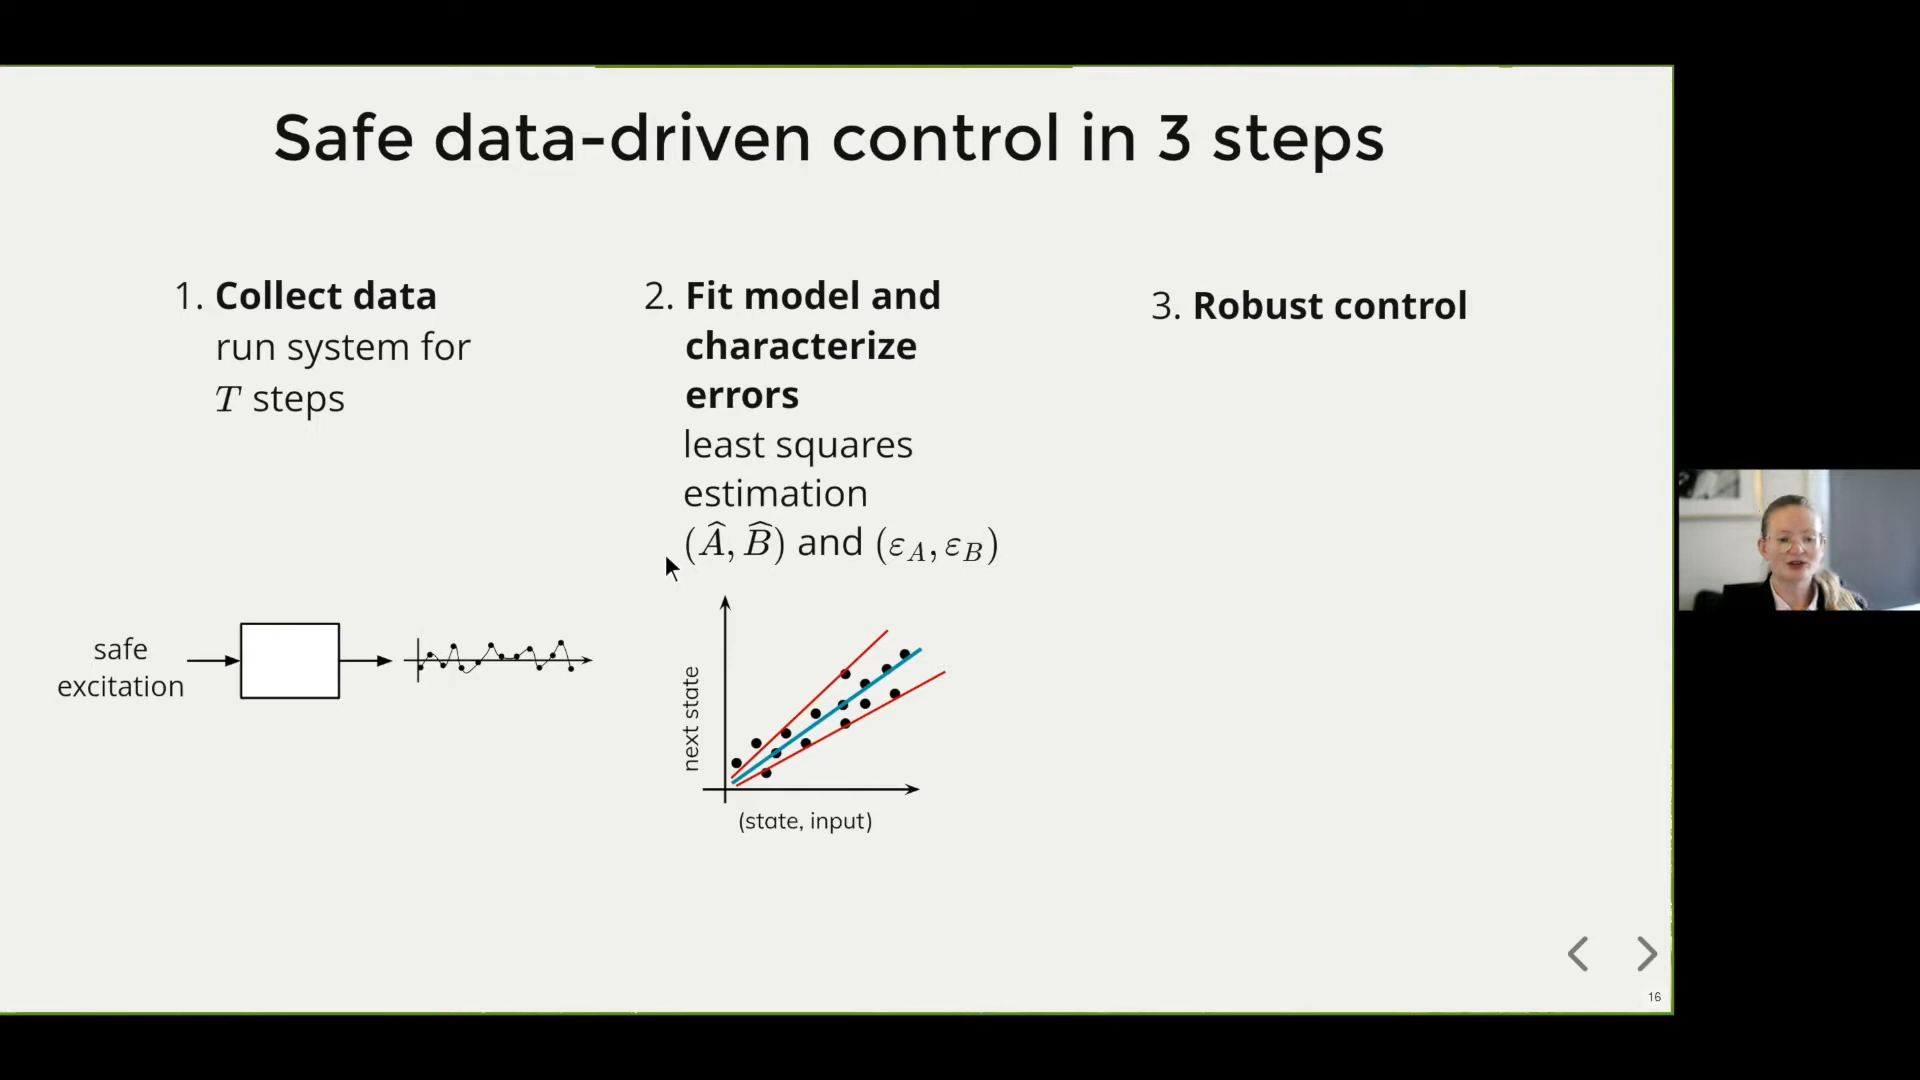 Safe data-driven control in 3 steps
1. Collect data
run system for
T steps
safe
excitation
2. Fit model and
characterize
errors
least squares
estimation
(Â, B̂) and (ε_A, ε_B)
next state
(state, input)
3. Robust control
16